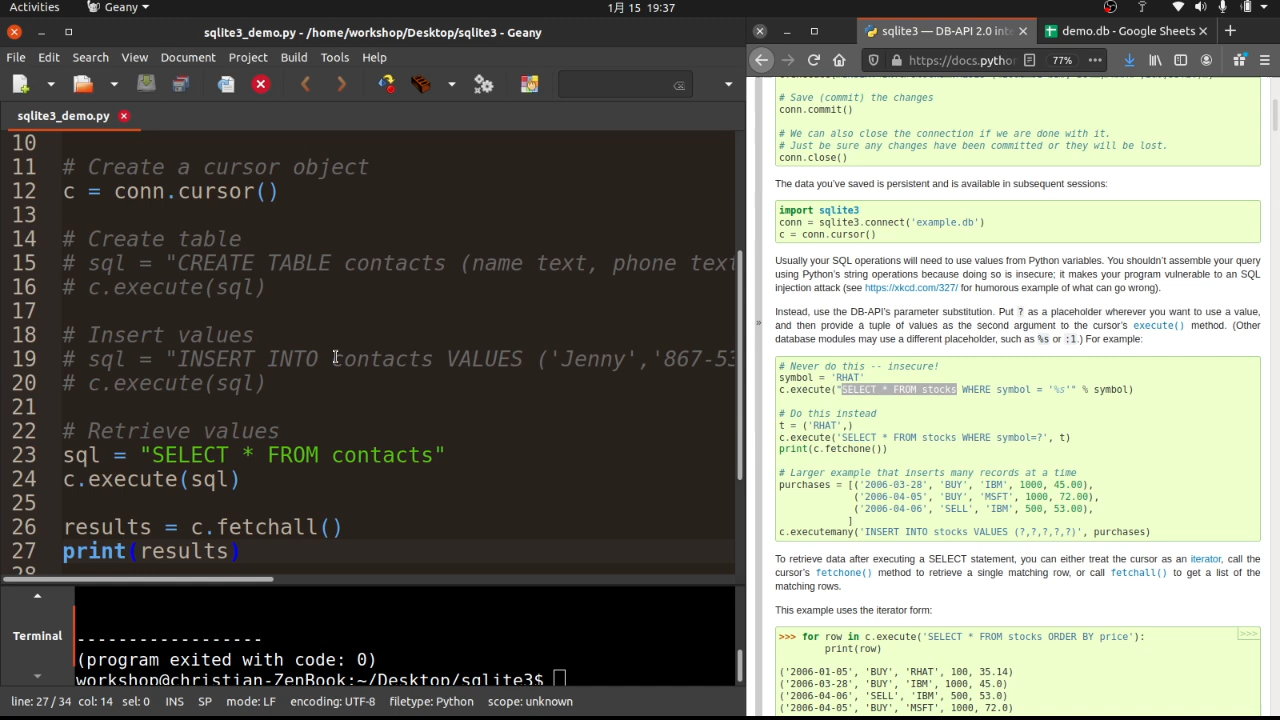 Activities
Geany
1月 15 19:37
sqlite3_demo.py - /home/workshop/Desktop/sqlite3 - Geany
File Edit Search View Document Project Build Tools Help
sqlite3_demo.py
10
11 # Create a cursor object
12 c = conn.cursor()
13
14 # Create table
15 # sql = "CREATE TABLE contacts (name text, phone text
16 # c.execute(sql)
17
18 # Insert values
19 # sql = "INSERT INTO contacts VALUES ('Jenny','867-53
20 # c.execute(sql)
21
22 # Retrieve values
23 sql = "SELECT * FROM contacts"
24 c.execute(sql)
25
26 results = c.fetchall()
27 print(results)
28
Terminal
------------------
(program exited with code: 0)
workshop@christian-ZenBook:~/Desktop/sqlite3$
line: 27 / 34 col: 14 sel: 0 INS SP mode: LF encoding: UTF-8 filetype: Python scope: unknown
sqlite3 — DB-API 2.0 int
demo.db - Google Sheets
https://docs.pytho
77%
# Save (commit) the changes
conn.commit()
# We can also close the connection if we are done with it.
# Just be sure any changes have been committed or they will be lost.
conn.close()
The data you've saved is persistent and is available in subsequent sessions:
import sqlite3
conn = sqlite3.connect('example.db')
c = conn.cursor()
Usually your SQL operations will need to use values from Python variables. You shouldn't assemble your query
using Python's string operations because doing so is insecure; it makes your program vulnerable to an SQL
injection attack (see https://xkcd.com/327/ for humorous example of what can go wrong).
Instead, use the DB-API's parameter substitution. Put ? as a placeholder wherever you want to use a value,
and then provide a tuple of values as the second argument to the cursor's execute() method. (Other
database modules may use a different placeholder, such as %s or :1.) For example:
# Never do this -- insecure!
symbol = 'RHAT'
c.execute("SELECT * FROM stocks WHERE symbol = '%s'" % symbol)
# Do this instead
t = ('RHAT',)
c.execute('SELECT * FROM stocks WHERE symbol=?', t)
print(c.fetchone())
# Larger example that inserts many records at a time
purchases = [('2006-03-28', 'BUY', 'IBM', 1000, 45.00),
('2006-04-05', 'BUY', 'MSFT', 1000, 72.00),
('2006-04-06', 'SELL', 'IBM', 500, 53.00),
]
c.executemany('INSERT INTO stocks VALUES (?,?,?,?,?)', purchases)
To retrieve data after executing a SELECT statement, you can either treat the cursor as an iterator, call the
cursor's fetchone() method to retrieve a single matching row, or call fetchall() to get a list of the
matching rows.
This example uses the iterator form:
>>>
>>> for row in c.execute('SELECT * FROM stocks ORDER BY price'):
print(row)
('2006-01-05', 'BUY', 'RHAT', 100, 35.14)
('2006-03-28', 'BUY', 'IBM', 1000, 45.0)
('2006-04-06', 'SELL', 'IBM', 500, 53.0)
('2006-04-05', 'BUY', 'MSFT', 1000, 72.0)